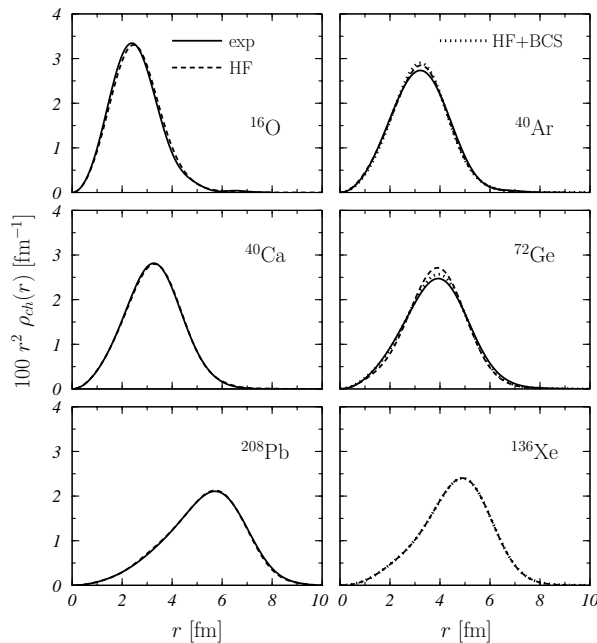 4
3
2
1
0
exp
HF
¹⁶O
HF+BCS
⁴⁰Ar
4
3
2
1
0
⁴⁰Ca
⁷²Ge
100 r² ρch(r) [fm⁻¹]
4
3
2
1
0
²⁰⁸Pb
¹³⁶Xe
0 2 4 6 8 10 0 2 4 6 8 10
r [fm] r [fm]